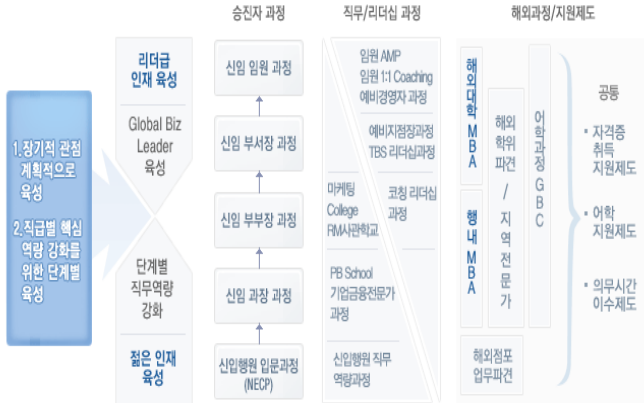 승진자 과정
직무/리더십 과정
해외과정/지원제도
1.장기적 관점
계획적으로
육성
2.직급별 핵심
역량 강화를
위한 단계별
육성
리더급
인재 육성
Global Biz
Leader
육성
단계별
직무역량
강화
젊은 인재
육성
신임 임원 과정
신임 부서장 과정
신임 부부장 과정
신임 과장 과정
신입행원 입문과정
(NECP)
임원 AMP
임원 1:1 Coaching
예비경영자 과정
예비지점장과정
TBS 리더십과정
마케팅
College
RM사관학교
코칭 리더십
과정
PB School
기업금융전문가
과정
신입행원 직무
역량과정
해외대학 MBA
행내 MBA
해외학위파견 / 지역전문가
어학과정 GBC
해외점포
업무파견
공통
• 자격증
취득
지원제도
• 어학
지원제도
• 의무시간
이수제도